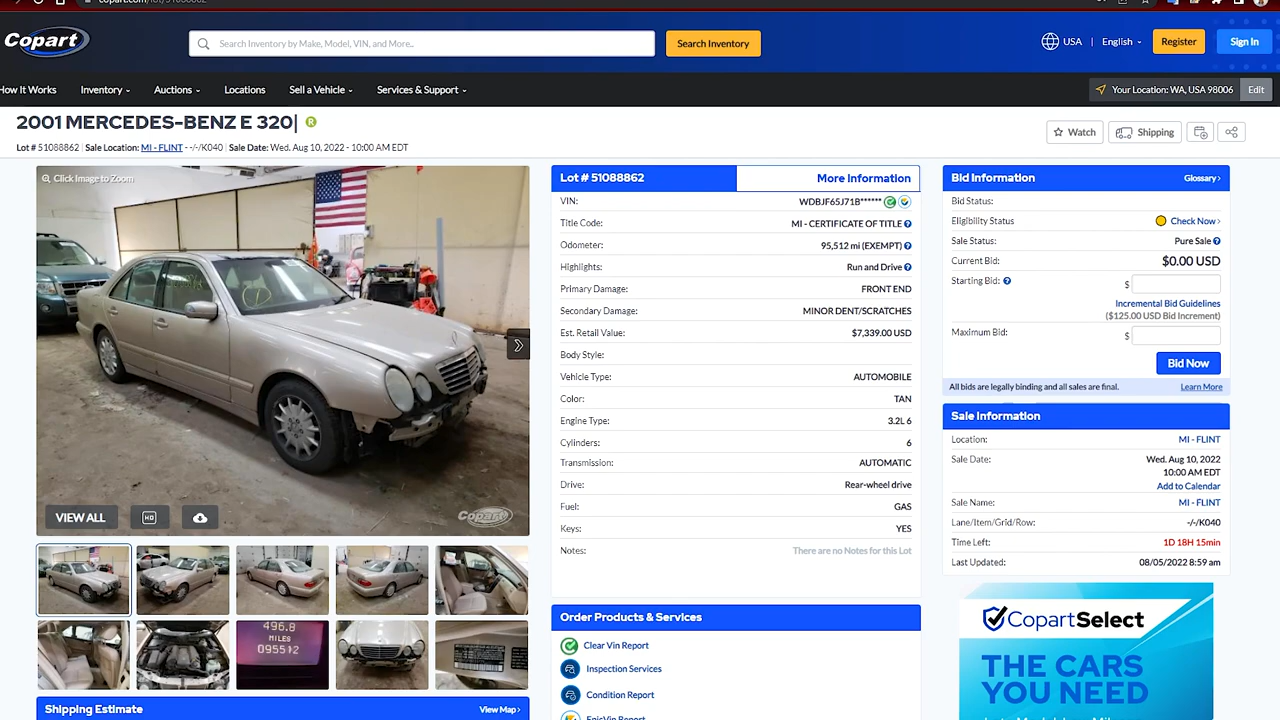 copart.com/lot/51088862
Copart
Search Inventory by Make, Model, VIN, and More..
Search Inventory
USA
English
Register
Sign In
How It Works
Inventory
Auctions
Locations
Sell a Vehicle
Services & Support
Your Location: WA, USA 98006
Edit
2001 MERCEDES-BENZ E 320
R
Lot # 51088862 | Sale Location: MI - FLINT - -/-/K040 | Sale Date: Wed. Aug 10, 2022 - 10:00 AM EDT
Watch
Shipping
Click Image to Zoom
VIEW ALL
HD
Copart
496.8
MILES
095512
Shipping Estimate
View Map
Lot # 51088862
More Information
VIN: WDBJF65J71B******
Title Code: MI - CERTIFICATE OF TITLE
Odometer: 95,512 mi (EXEMPT)
Highlights: Run and Drive
Primary Damage: FRONT END
Secondary Damage: MINOR DENT/SCRATCHES
Est. Retail Value: $7,339.00 USD
Body Style:
Vehicle Type: AUTOMOBILE
Color: TAN
Engine Type: 3.2L 6
Cylinders: 6
Transmission: AUTOMATIC
Drive: Rear-wheel drive
Fuel: GAS
Keys: YES
Notes: There are no Notes for this Lot
Order Products & Services
Clear Vin Report
Inspection Services
Condition Report
EpicVin Report
Bid Information
Glossary
Bid Status:
Eligibility Status Check Now
Sale Status: Pure Sale
Current Bid: $0.00 USD
Starting Bid: $
Incremental Bid Guidelines
($125.00 USD Bid Increment)
Maximum Bid: $
Bid Now
All bids are legally binding and all sales are final. Learn More
Sale Information
Location: MI - FLINT
Sale Date: Wed. Aug 10, 2022
10:00 AM EDT
Add to Calendar
Sale Name: MI - FLINT
Lane/Item/Grid/Row: -/-/K040
Time Left: 1D 18H 15min
Last Updated: 08/05/2022 8:59 am
CopartSelect
THE CARS
YOU NEED